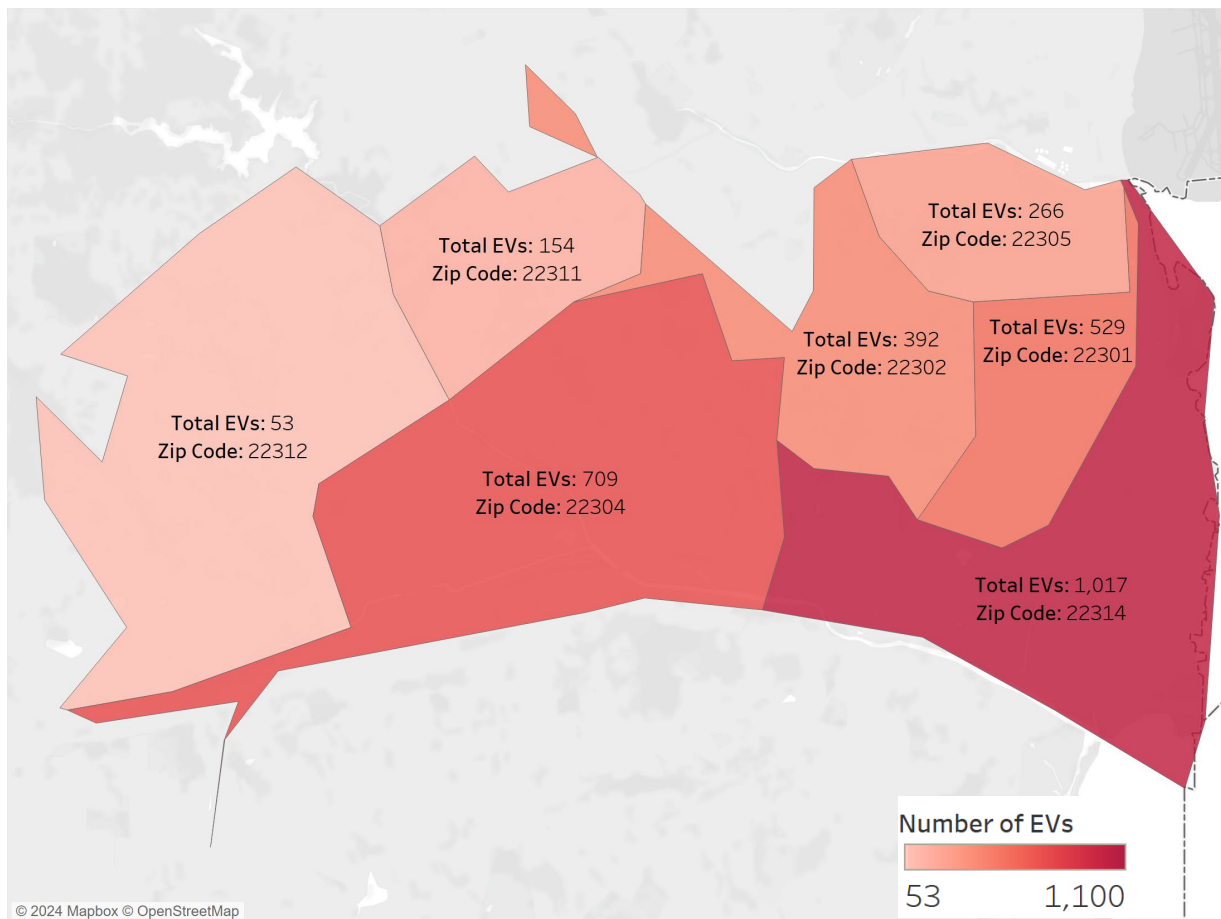 Total EVs: 266
Zip Code: 22305
Total EVs: 154
Zip Code: 22311
Total EVs: 529
Zip Code: 22301
Total EVs: 392
Zip Code: 22302
Total EVs: 53
Zip Code: 22312
Total EVs: 709
Zip Code: 22304
Total EVs: 1,017
Zip Code: 22314
Number of EVs
53 1,100
© 2024 Mapbox © OpenStreetMap